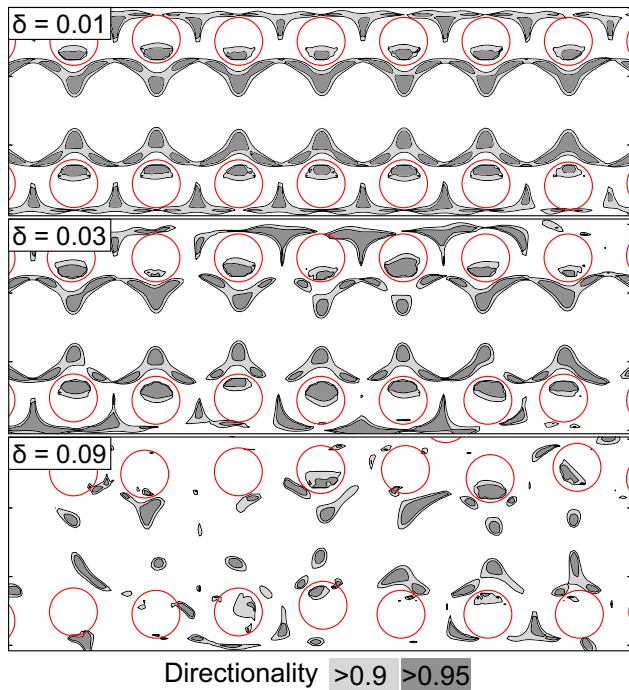 δ = 0.01
δ = 0.03
δ = 0.09
Directionality >0.9 >0.95